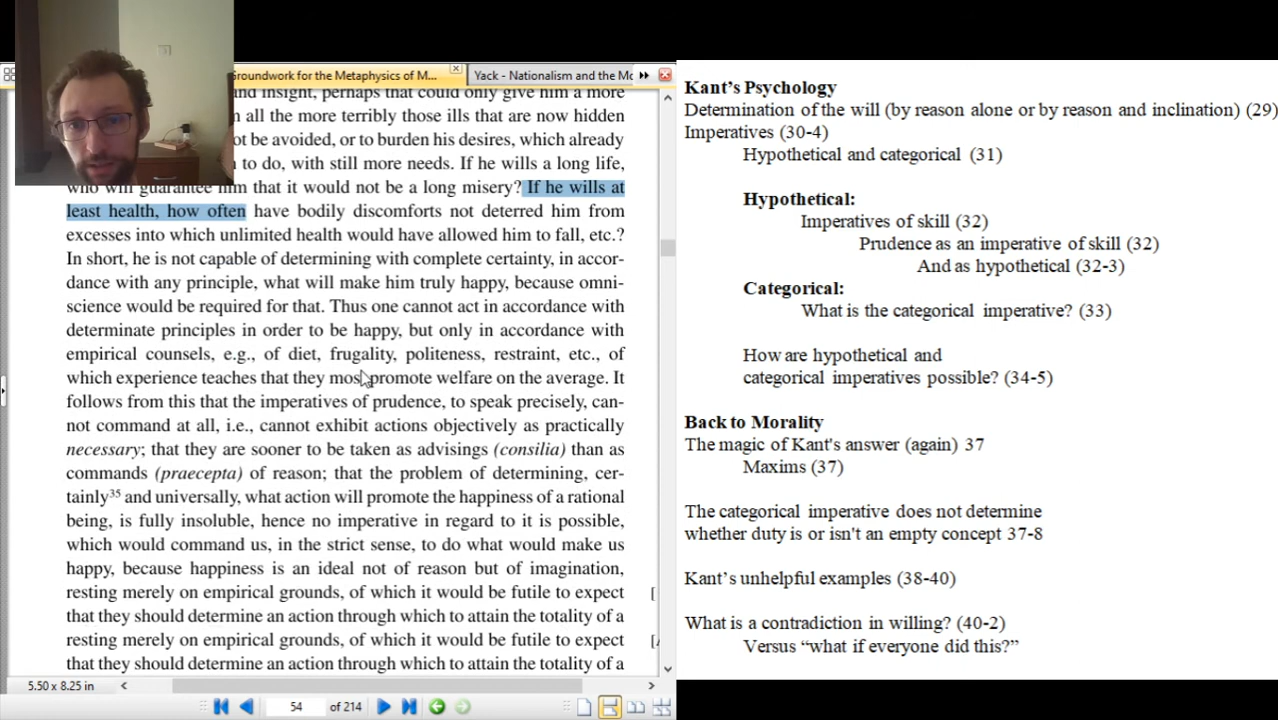 Groundwork for the Metaphysics of M...
Yack - Nationalism and the Mo
and insight, perhaps that could only give him a more
n all the more terribly those ills that are now hidden
ot be avoided, or to burden his desires, which already
n to do, with still more needs. If he wills a long life,
who will guarantee him that it would not be a long misery? If he wills at
least health, how often have bodily discomforts not deterred him from
excesses into which unlimited health would have allowed him to fall, etc.?
In short, he is not capable of determining with complete certainty, in accor-
dance with any principle, what will make him truly happy, because omni-
science would be required for that. Thus one cannot act in accordance with
determinate principles in order to be happy, but only in accordance with
empirical counsels, e.g., of diet, frugality, politeness, restraint, etc., of
which experience teaches that they most promote welfare on the average. It
follows from this that the imperatives of prudence, to speak precisely, can-
not command at all, i.e., cannot exhibit actions objectively as practically
necessary; that they are sooner to be taken as advisings (consilia) than as
commands (praecepta) of reason; that the problem of determining, cer-
tainly35 and universally, what action will promote the happiness of a rational
being, is fully insoluble, hence no imperative in regard to it is possible,
which would command us, in the strict sense, to do what would make us
happy, because happiness is an ideal not of reason but of imagination,
resting merely on empirical grounds, of which it would be futile to expect
that they should determine an action through which to attain the totality of a
resting merely on empirical grounds, of which it would be futile to expect
that they should determine an action through which to attain the totality of a
5.50 x 8.25 in
54 of 214
Kant's Psychology
Determination of the will (by reason alone or by reason and inclination) (29)
Imperatives (30-4)
Hypothetical and categorical (31)
Hypothetical:
Imperatives of skill (32)
Prudence as an imperative of skill (32)
And as hypothetical (32-3)
Categorical:
What is the categorical imperative? (33)
How are hypothetical and
categorical imperatives possible? (34-5)
Back to Morality
The magic of Kant's answer (again) 37
Maxims (37)
The categorical imperative does not determine
whether duty is or isn't an empty concept 37-8
Kant's unhelpful examples (38-40)
What is a contradiction in willing? (40-2)
Versus "what if everyone did this?"